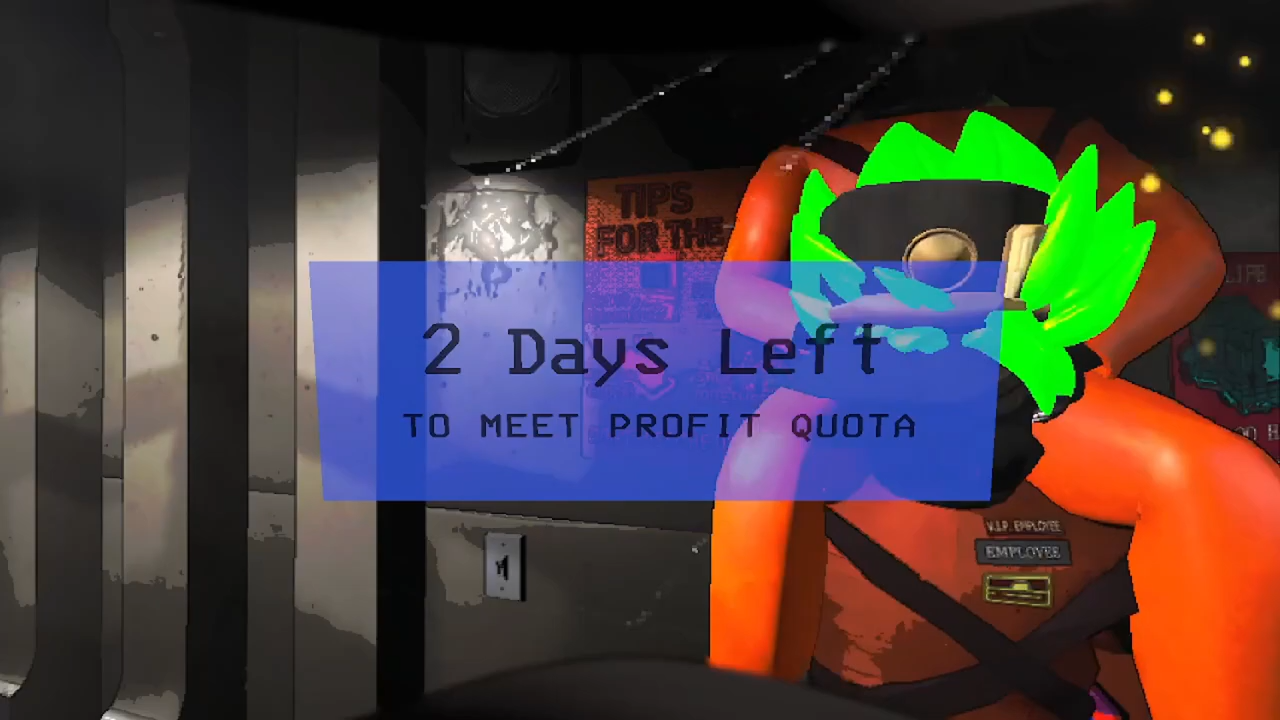 TIPS
FOR THE
2 Days Left
TO MEET PROFIT QUOTA
V.I.P. EMPLOYEE
EMPLOYEE